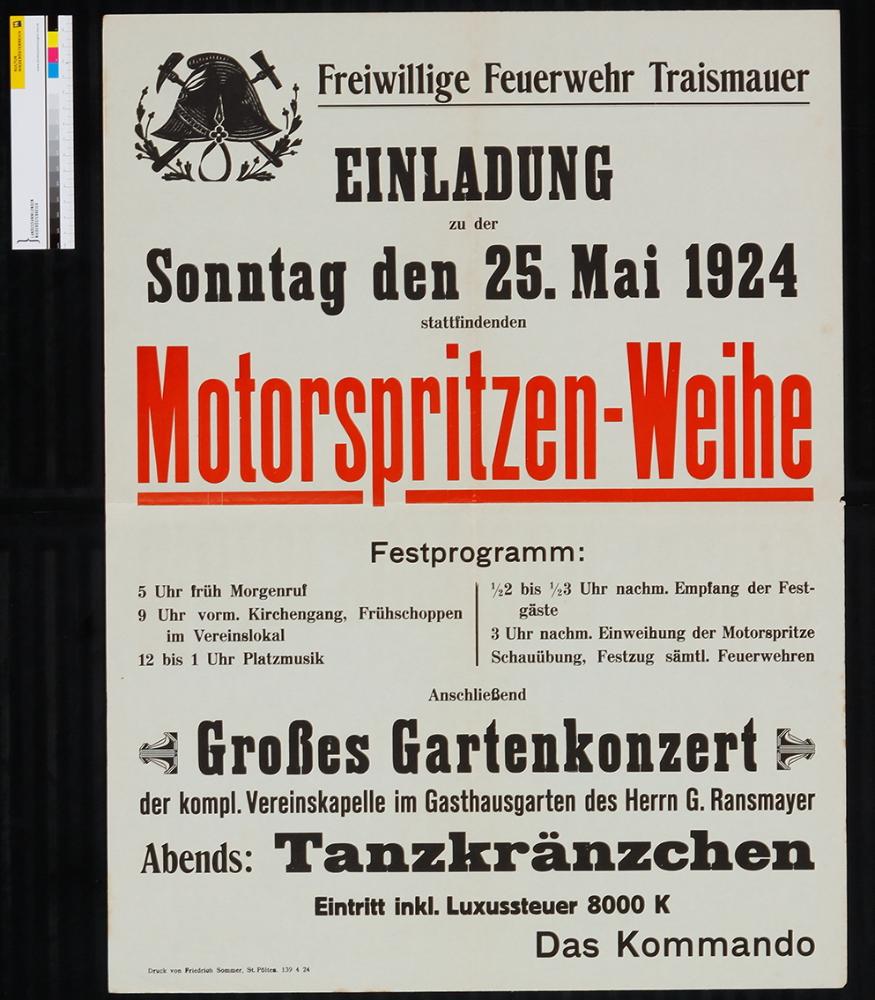 Freiwillige Feuerwehr Traismauer
EINLADUNG
zu der
Sonntag den 25. Mai 1924
stattfindenden
Motorspritzen-Weihe
Festprogramm:
5 Uhr früh Morgenruf
9 Uhr vorm. Kirchengang, Frühschoppen
im Vereinslokal
12 bis 1 Uhr Platzmusik
½2 bis ½3 Uhr nachm. Empfang der Fest-
gäste
3 Uhr nachm. Einweihung der Motorspritze
Schauübung, Festzug sämtl. Feuerwehren
Anschließend
Großes Gartenkonzert
der kompl. Vereinskapelle im Gasthausgarten des Herrn G. Ransmayer
Abends: Tanzkränzchen
Eintritt inkl. Luxussteuer 8000 K
Das Kommando
Druck von Friedrich Sommer, St. Pölten. 139 4 24